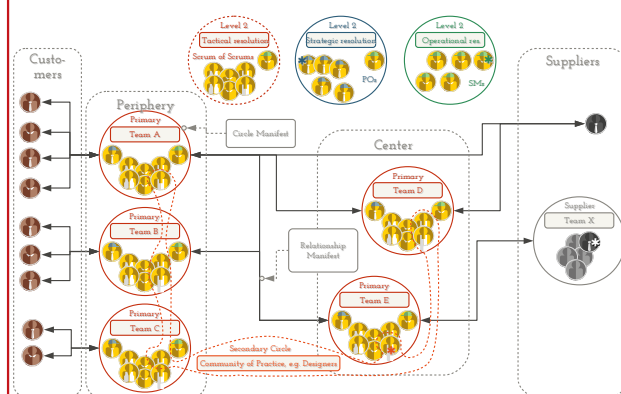 Level 2
Tactical resolution
Scrum of Scrums
Level 2
Strategic resolution
POs
Level 2
Operational res.
SMs
Custo-
mers
Periphery
Center
Suppliers
Primary
Team A
Circle Manifest
Primary
Team B
Relationship
Manifest
Primary
Team C
Primary
Team D
Primary
Team E
Supplier
Team X
Secondary Circle
Community of Practice, e.g. Designers